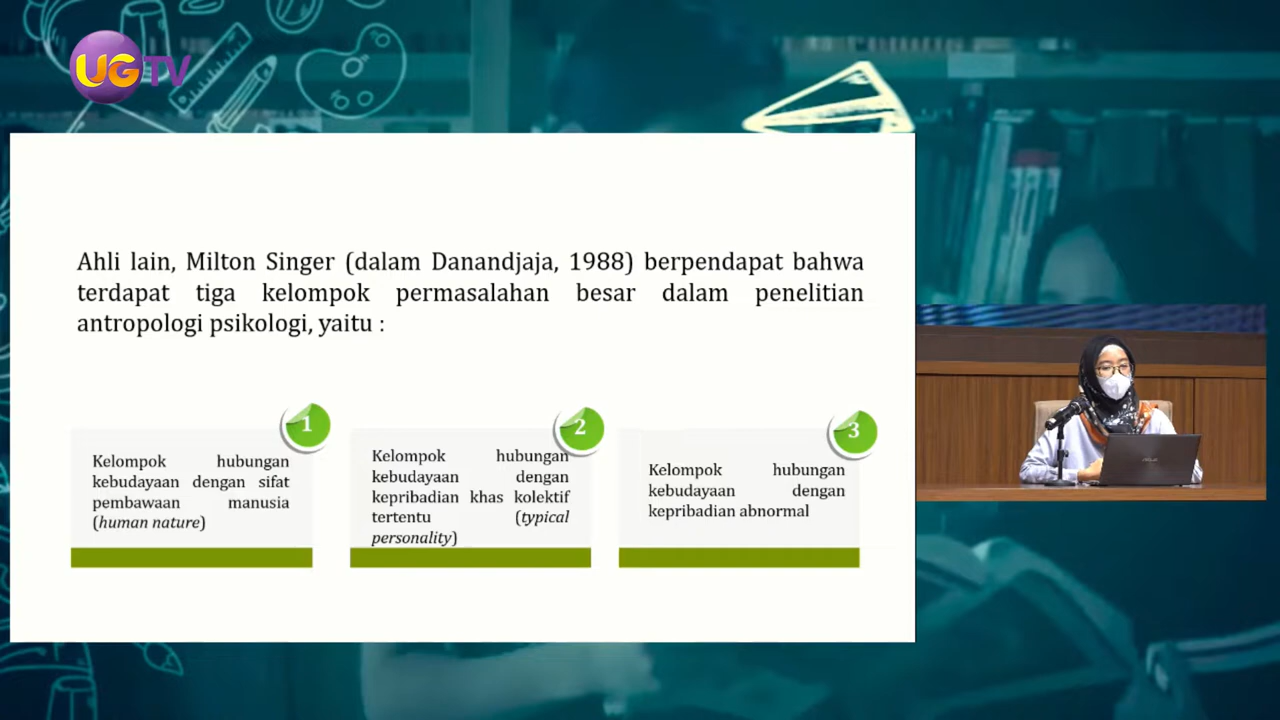 UGTV
Ahli lain, Milton Singer (dalam Danandjaja, 1988) berpendapat bahwa
terdapat tiga kelompok permasalahan besar dalam penelitian
antropologi psikologi, yaitu :
1
Kelompok hubungan
kebudayaan dengan sifat
pembawaan manusia
(human nature)
2
Kelompok hubungan
kebudayaan dengan
kepribadian khas kolektif
tertentu (typical
personality)
3
Kelompok hubungan
kebudayaan dengan
kepribadian abnormal
ASUS